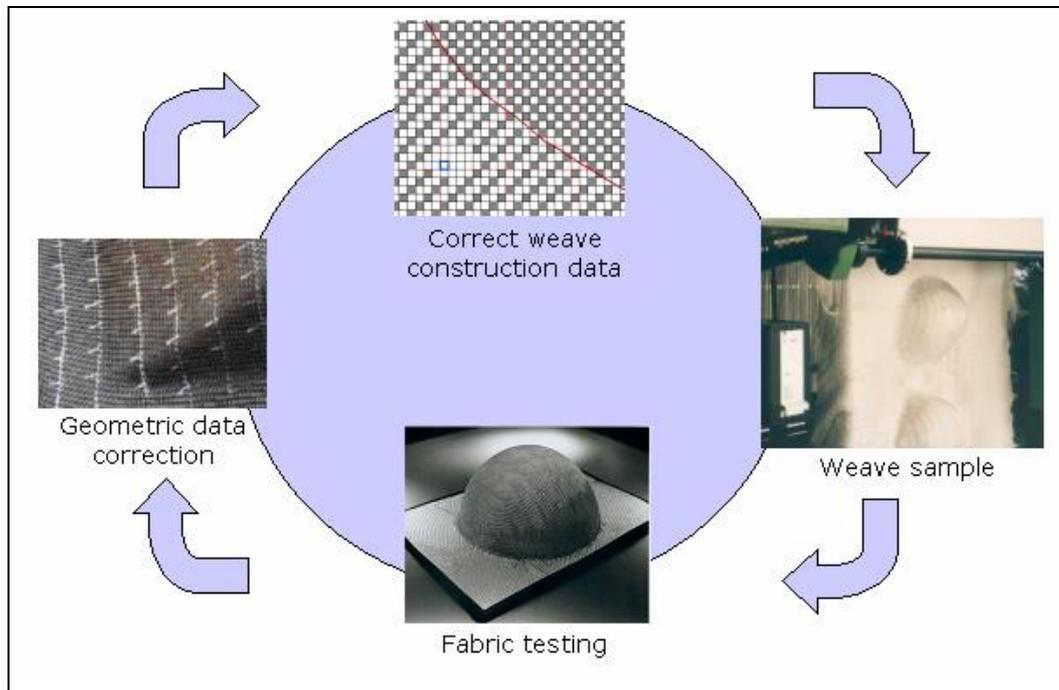 Correct weave
construction data
Geometric data
correction
Weave sample
Fabric testing